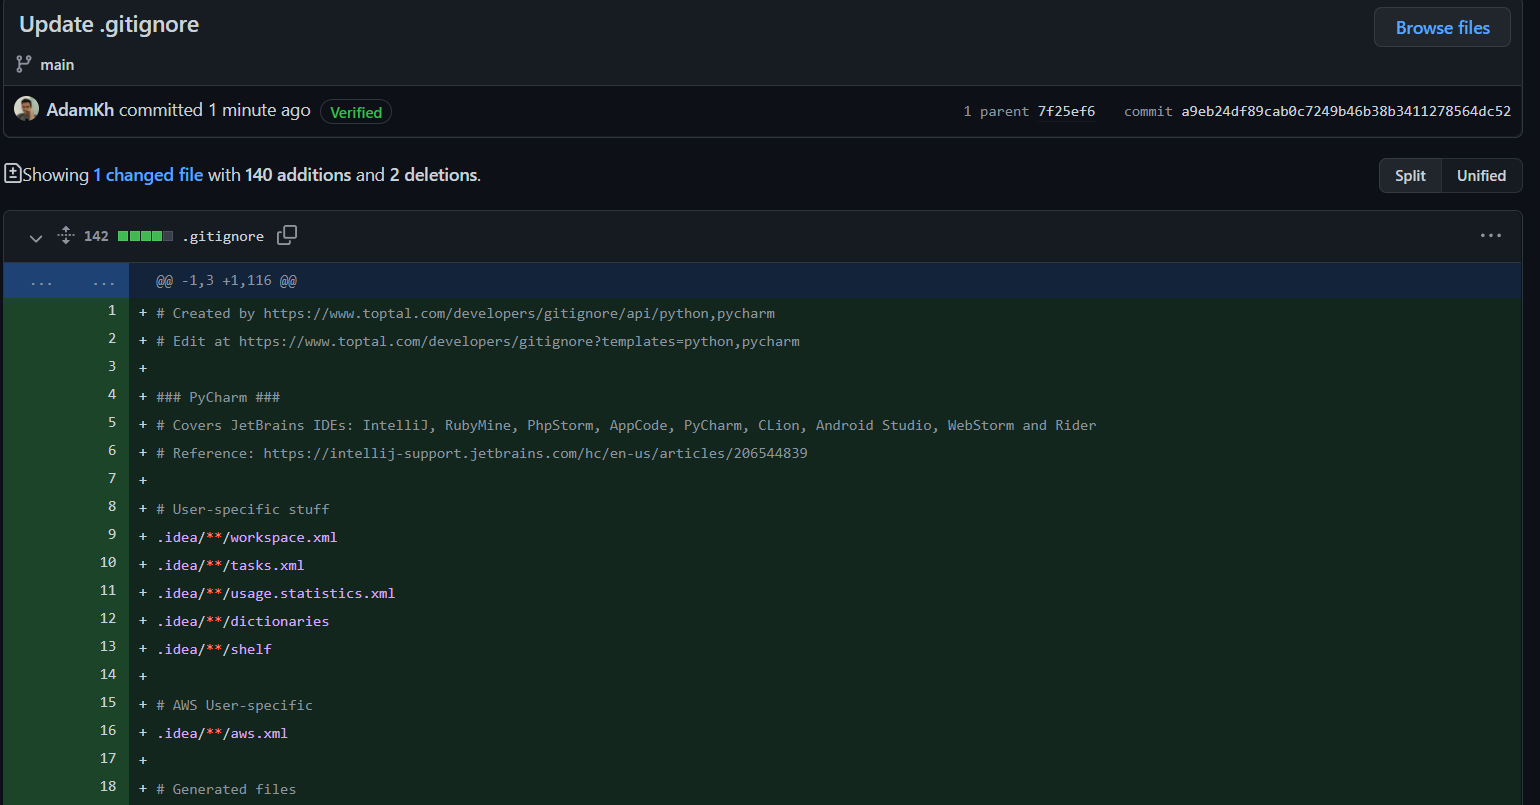 Update .gitignore
Browse files
main
AdamKh committed 1 minute ago Verified
1 parent 7f25ef6 commit a9eb24df89cab0c7249b46b38b3411278564dc52
Showing 1 changed file with 140 additions and 2 deletions.
Split Unified
142 .gitignore ...
... ... @@ -1,3 +1,116 @@
1 + # Created by https://www.toptal.com/developers/gitignore/api/python,pycharm
2 + # Edit at https://www.toptal.com/developers/gitignore?templates=python,pycharm
3 +
4 + ### PyCharm ###
5 + # Covers JetBrains IDEs: IntelliJ, RubyMine, PhpStorm, AppCode, PyCharm, CLion, Android Studio, WebStorm and Rider
6 + # Reference: https://intellij-support.jetbrains.com/hc/en-us/articles/206544839
7 +
8 + # User-specific stuff
9 + .idea/**/workspace.xml
10 + .idea/**/tasks.xml
11 + .idea/**/usage.statistics.xml
12 + .idea/**/dictionaries
13 + .idea/**/shelf
14 +
15 + # AWS User-specific
16 + .idea/**/aws.xml
17 +
18 + # Generated files